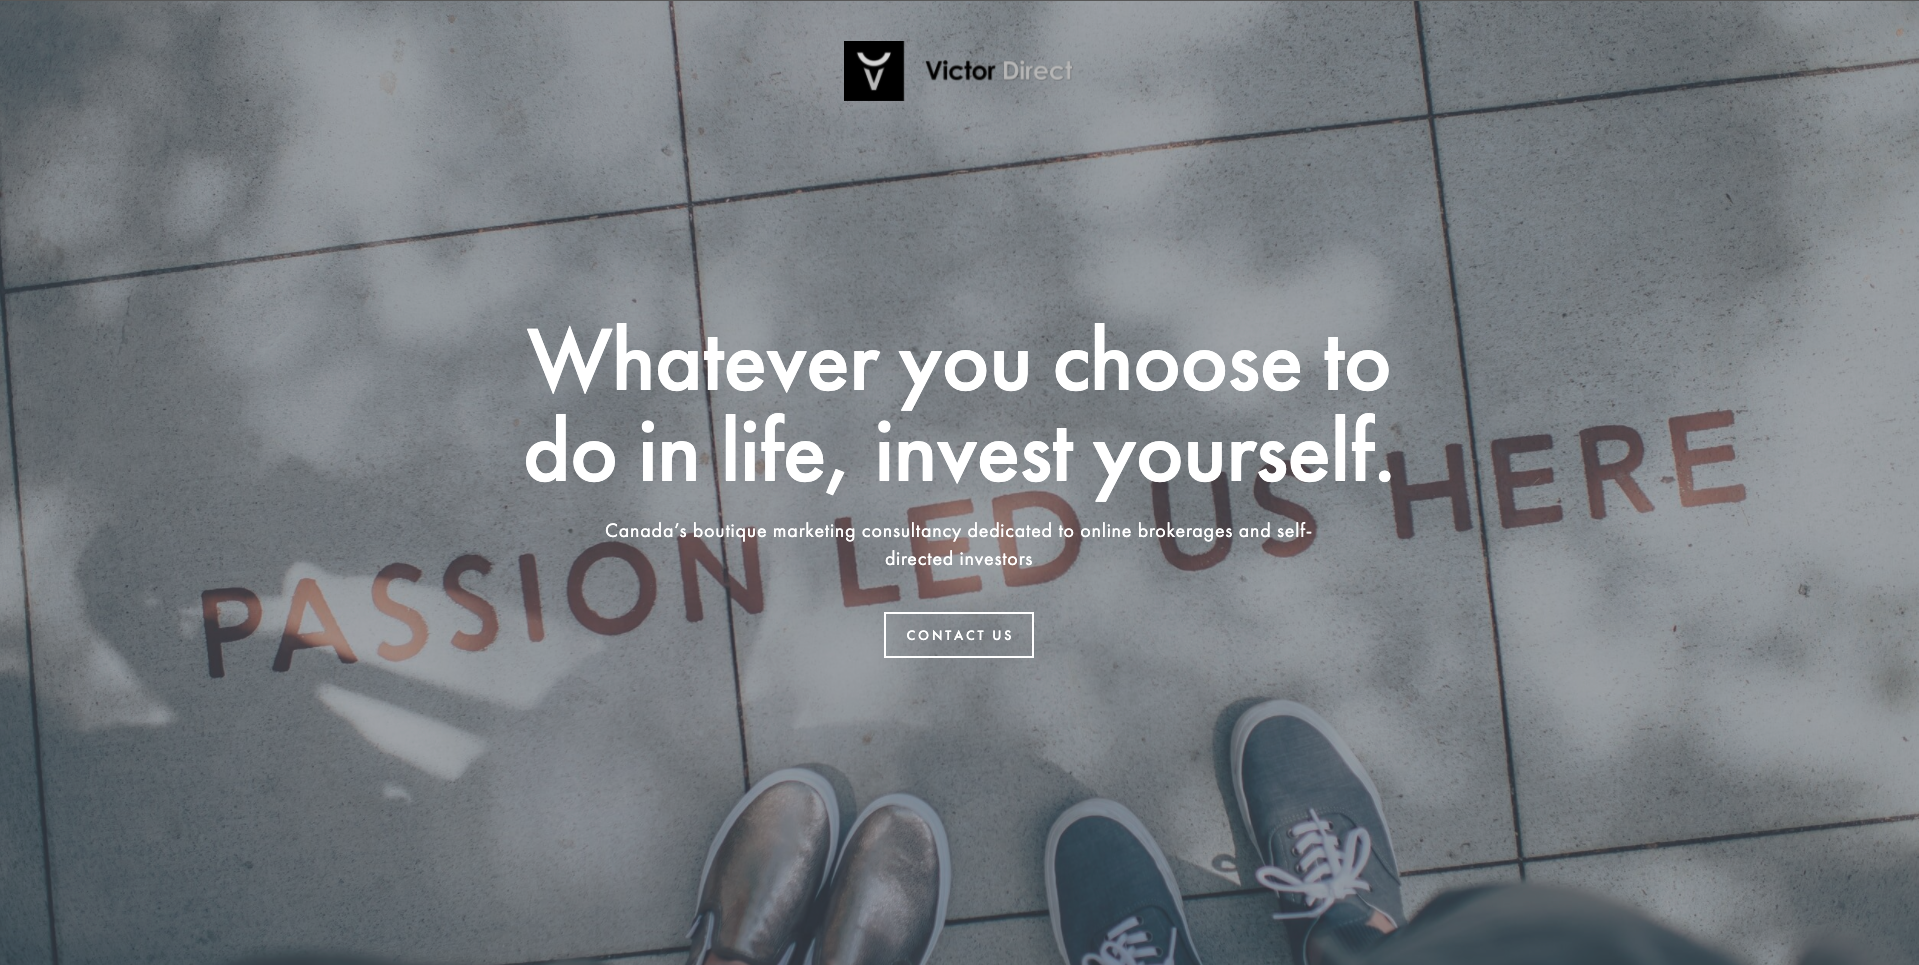 Victor Direct
Whatever you choose to
do in life, invest yourself.
Canada’s boutique marketing consultancy dedicated to online brokerages and self-
directed investors
PASSION LED US HERE
CONTACT US